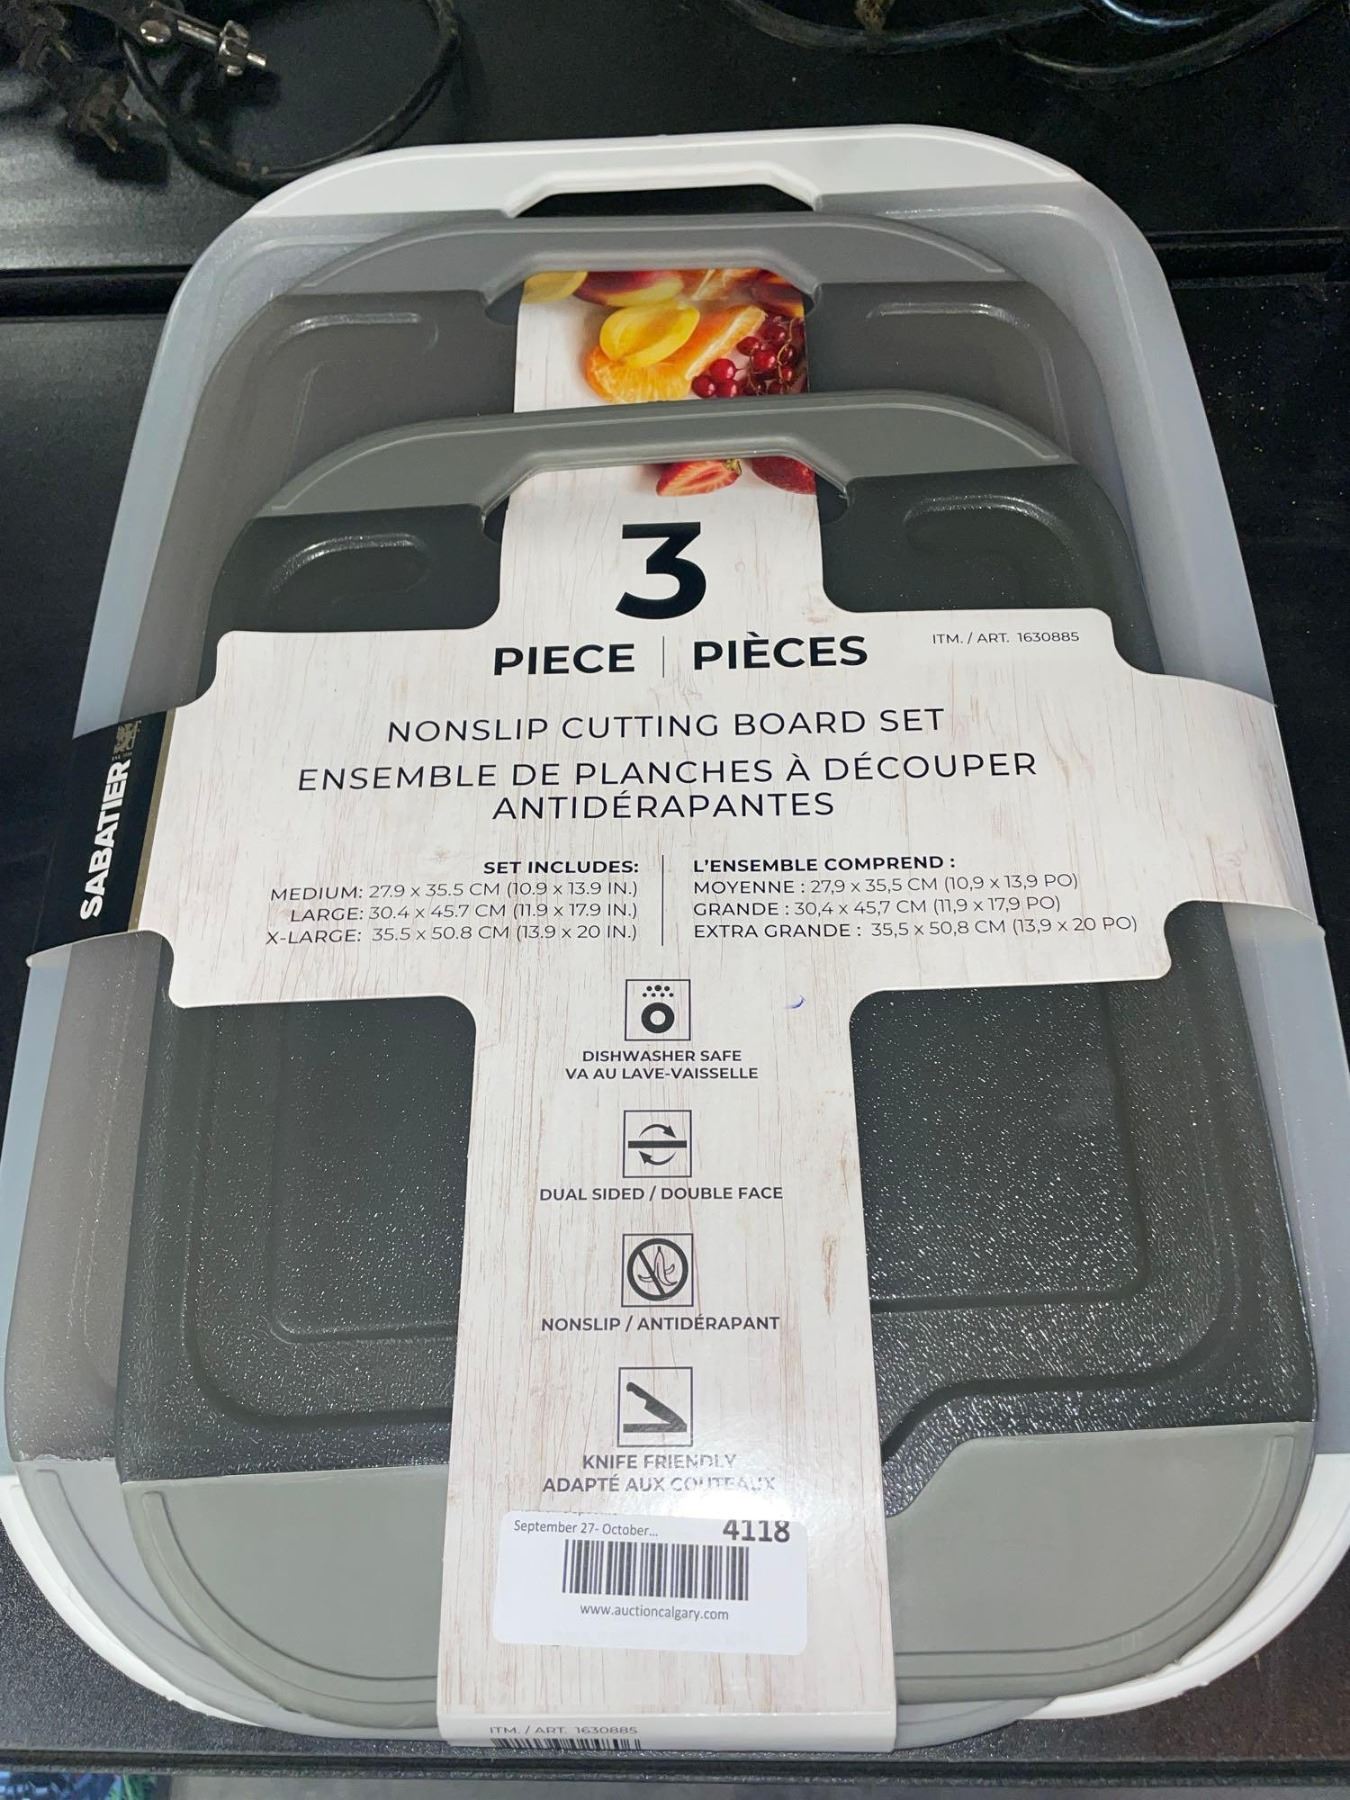 3
PIECE | PIÈCES
ITM. / ART. 1630885
NONSLIP CUTTING BOARD SET
ENSEMBLE DE PLANCHES À DÉCOUPER
ANTIDÉRAPANTES
SABATIER
SET INCLUDES:
MEDIUM: 27.9 x 35.5 CM (10.9 x 13.9 IN.)
LARGE: 30.4 x 45.7 CM (11.9 x 17.9 IN.)
X-LARGE: 35.5 x 50.8 CM (13.9 x 20 IN.)
L'ENSEMBLE COMPREND :
MOYENNE : 27,9 x 35,5 CM (10,9 x 13,9 PO)
GRANDE : 30,4 x 45,7 CM (11,9 x 17,9 PO)
EXTRA GRANDE : 35,5 x 50,8 CM (13,9 x 20 PO)
DISHWASHER SAFE
VA AU LAVE-VAISSELLE
DUAL SIDED / DOUBLE FACE
NONSLIP / ANTIDÉRAPANT
KNIFE FRIENDLY
ADAPTÉ AUX COUTEAUX
September 27- October...
4118
www.auctioncalgary.com
ITM. / ART. 1630885